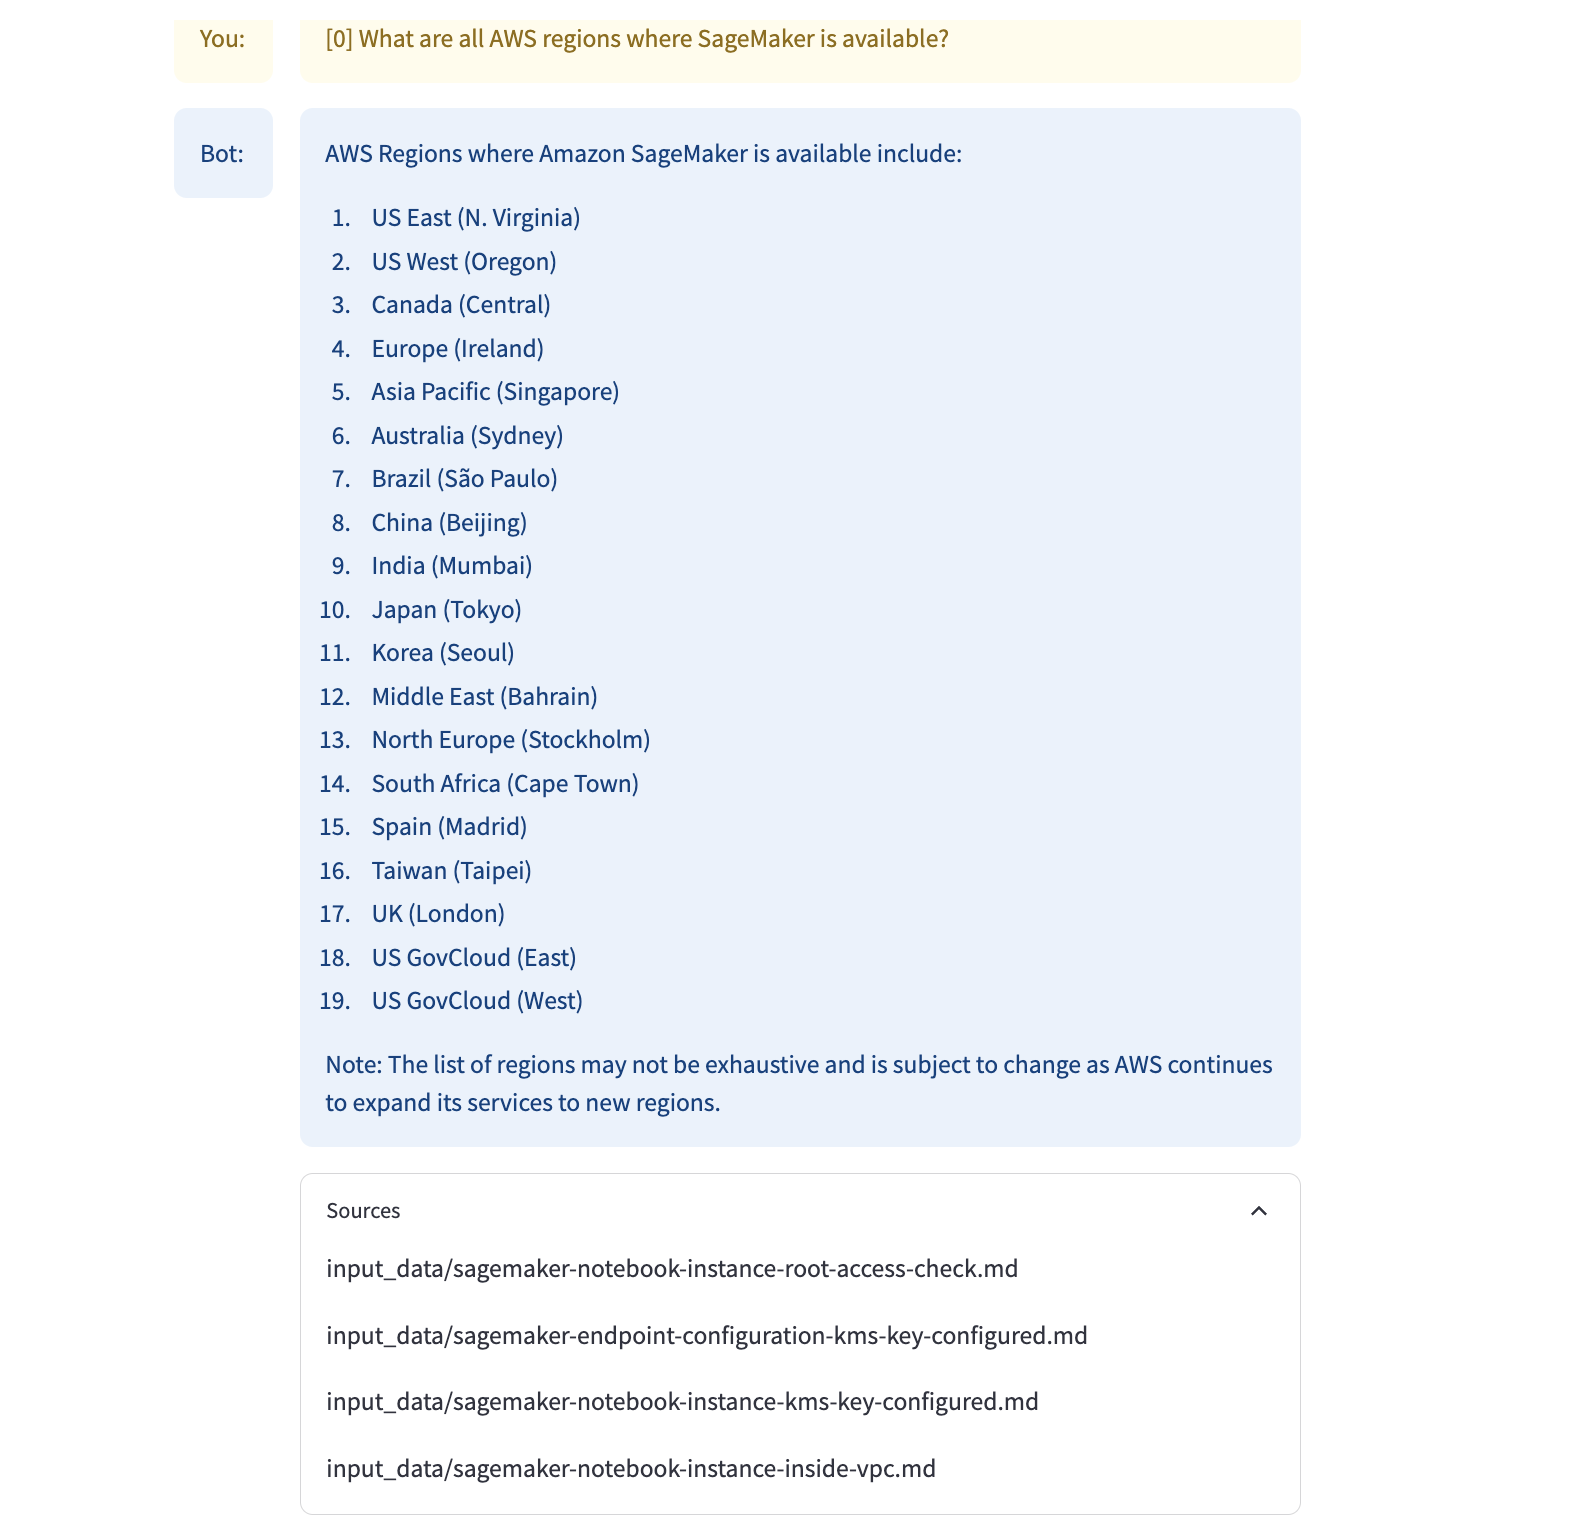 You:
[0] What are all AWS regions where SageMaker is available?
Bot:
AWS Regions where Amazon SageMaker is available include:
1. US East (N. Virginia)
2. US West (Oregon)
3. Canada (Central)
4. Europe (Ireland)
5. Asia Pacific (Singapore)
6. Australia (Sydney)
7. Brazil (São Paulo)
8. China (Beijing)
9. India (Mumbai)
10. Japan (Tokyo)
11. Korea (Seoul)
12. Middle East (Bahrain)
13. North Europe (Stockholm)
14. South Africa (Cape Town)
15. Spain (Madrid)
16. Taiwan (Taipei)
17. UK (London)
18. US GovCloud (East)
19. US GovCloud (West)
Note: The list of regions may not be exhaustive and is subject to change as AWS continues
to expand its services to new regions.
Sources
input_data/sagemaker-notebook-instance-root-access-check.md
input_data/sagemaker-endpoint-configuration-kms-key-configured.md
input_data/sagemaker-notebook-instance-kms-key-configured.md
input_data/sagemaker-notebook-instance-inside-vpc.md